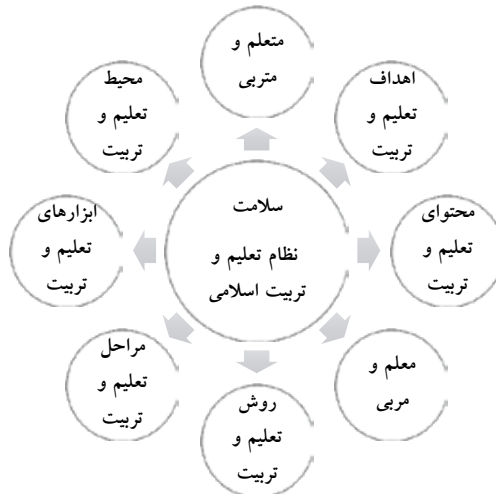 متعلم و
متربی
اهداف
تعلیم و
تربیت
محتوای
تعلیم و
تربیت
معلم و
مربی
روش
تعلیم و
تربیت
مراحل
تعلیم و
تربیت
ابزارهای
تعلیم و
تربیت
محیط
تعلیم و
تربیت
سلامت
نظام تعلیم و
تربیت اسلامی